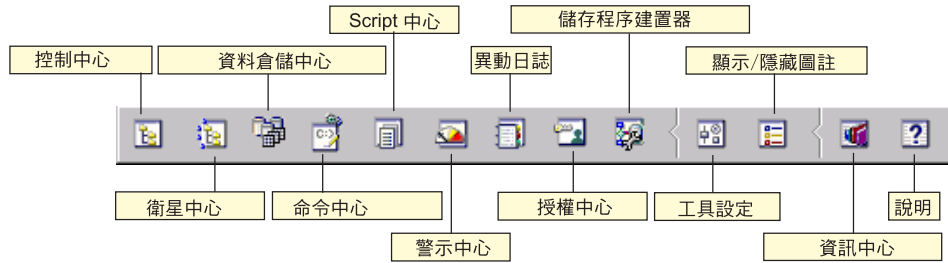 Script 中心
儲存程序建置器
控制中心
資料倉儲中心
異動日誌
顯示/隱藏圖註
衛星中心
命令中心
授權中心
工具設定
說明
警示中心
資訊中心